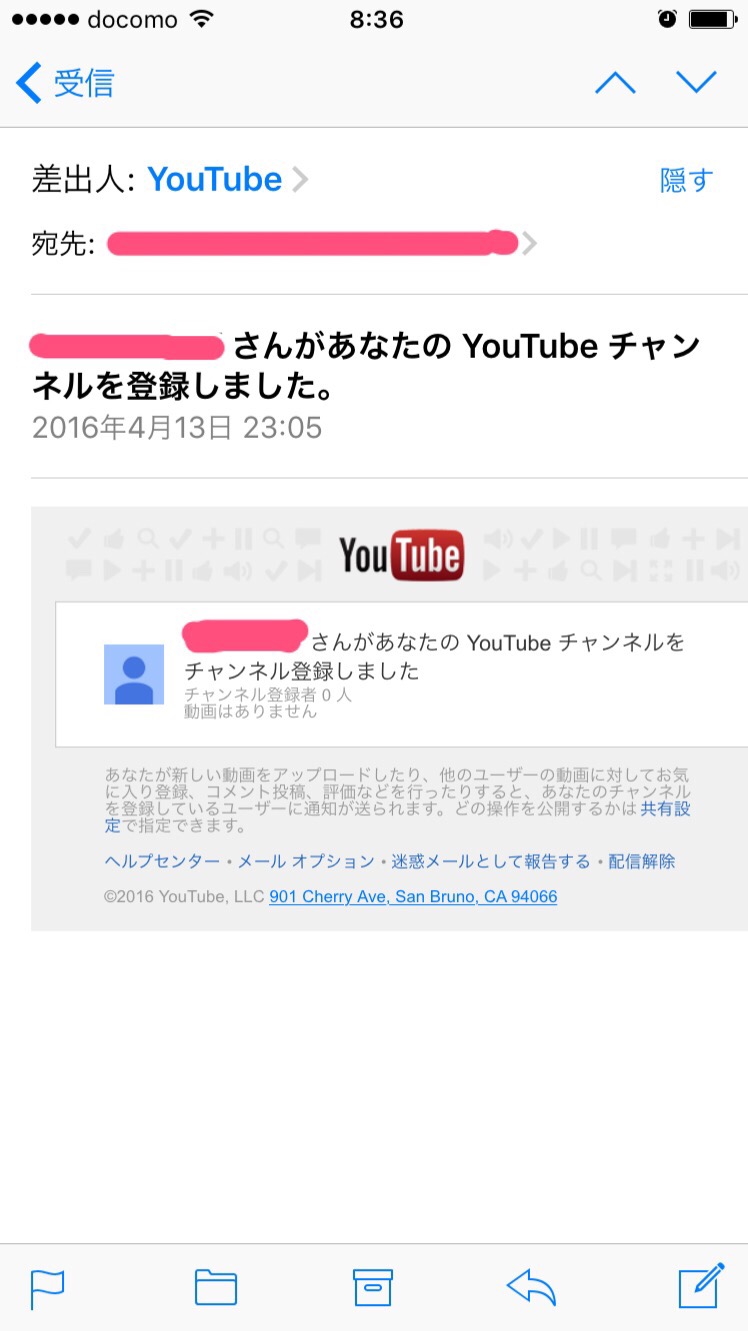 docomo 8:36
受信
差出人: YouTube 隠す
宛先:
さんがあなたの YouTube チャン
ネルを登録しました。
2016年4月13日 23:05
YouTube
さんがあなたの YouTube チャンネルを
チャンネル登録しました
チャンネル登録者 0 人
動画はありません
あなたが新しい動画をアップロードしたり、他のユーザーの動画に対してお気
に入り登録、コメント投稿、評価などを行ったりすると、あなたのチャンネル
を登録しているユーザーに通知が送られます。どの操作を公開するかは 共有設
定で指定できます。
ヘルプセンター・メール オプション・迷惑メールとして報告する・配信解除
©2016 YouTube, LLC 901 Cherry Ave, San Bruno, CA 94066